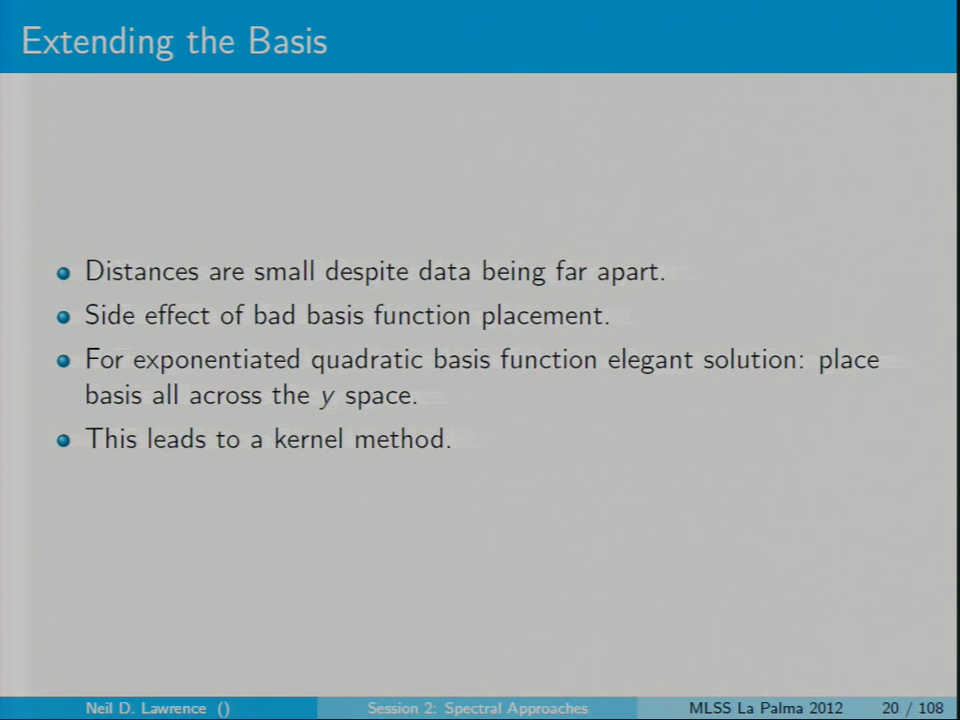 Extending the Basis
Distances are small despite data being far apart.
Side effect of bad basis function placement.
For exponentiated quadratic basis function elegant solution: place
basis all across the y space.
This leads to a kernel method.
Neil D. Lawrence () Session 2: Spectral Approaches MLSS La Palma 2012 20 / 108